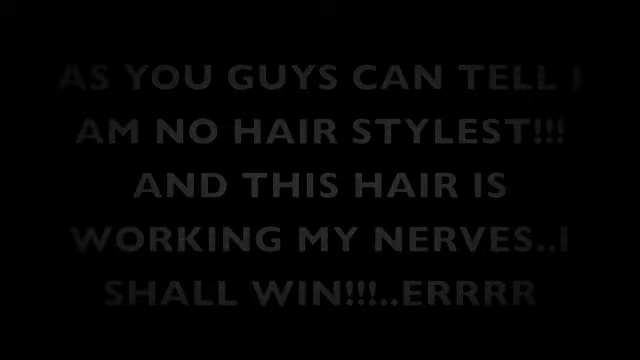 AS YOU GUYS CAN TELL I
AM NO HAIR STYLEST!!!
AND THIS HAIR IS
WORKING MY NERVES..I
SHALL WIN!!!..ERRRR